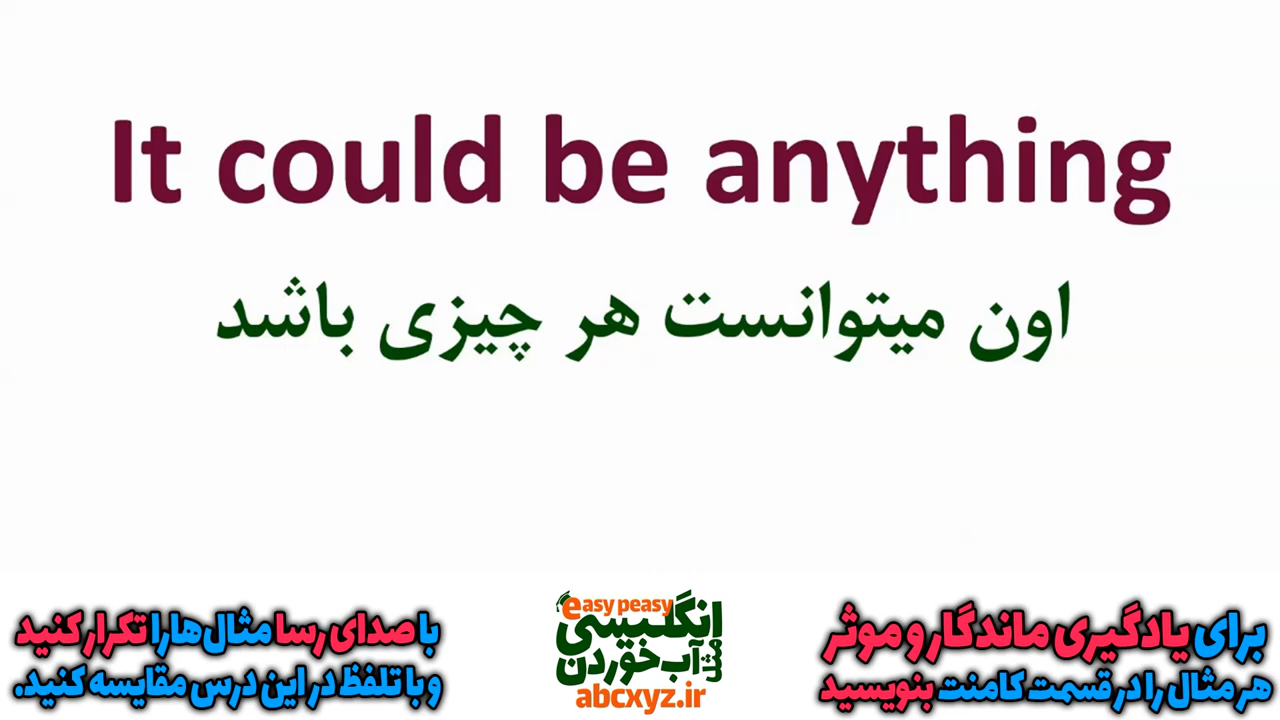 It could be anything
اون میتوانست هر چیزی باشد
برای یادگیری ماندگار و موثر
هر مثال را در قسمت کامنت بنویسید
easy peasy
انگلیسی
مثل آب خوردن
abcxyz.ir
با صدای رسا مثال‌ها را تکرار کنید
و با تلفظ در این درس مقایسه کنید.